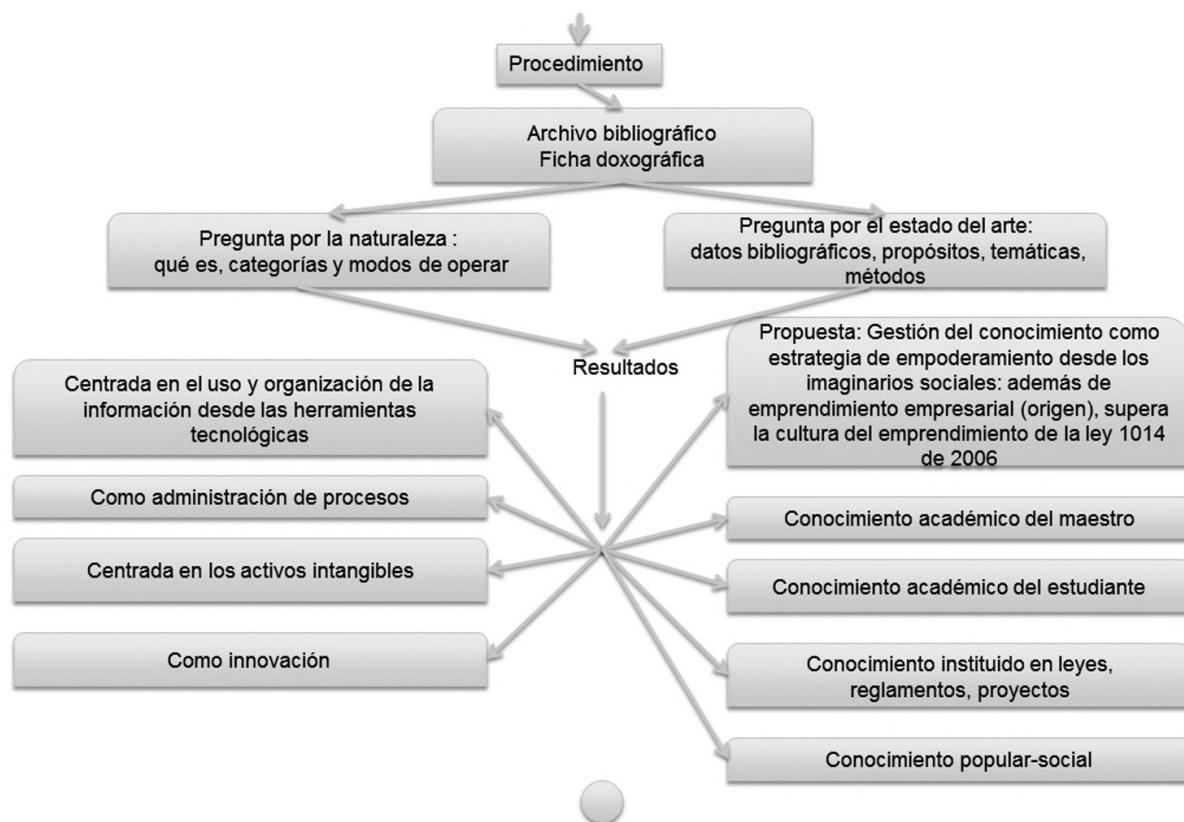 Procedimiento
Archivo bibliográfico
Ficha doxográfica
Pregunta por la naturaleza :
qué es, categorías y modos de operar
Pregunta por el estado del arte:
datos bibliográficos, propósitos, temáticas,
métodos
Resultados
Centrada en el uso y organización de la
información desde las herramientas
tecnológicas
Como administración de procesos
Centrada en los activos intangibles
Como innovación
Propuesta: Gestión del conocimiento como
estrategia de empoderamiento desde los
imaginarios sociales: además de
emprendimiento empresarial (origen), supera
la cultura del emprendimiento de la ley 1014
de 2006
Conocimiento académico del maestro
Conocimiento académico del estudiante
Conocimiento instituido en leyes,
reglamentos, proyectos
Conocimiento popular-social